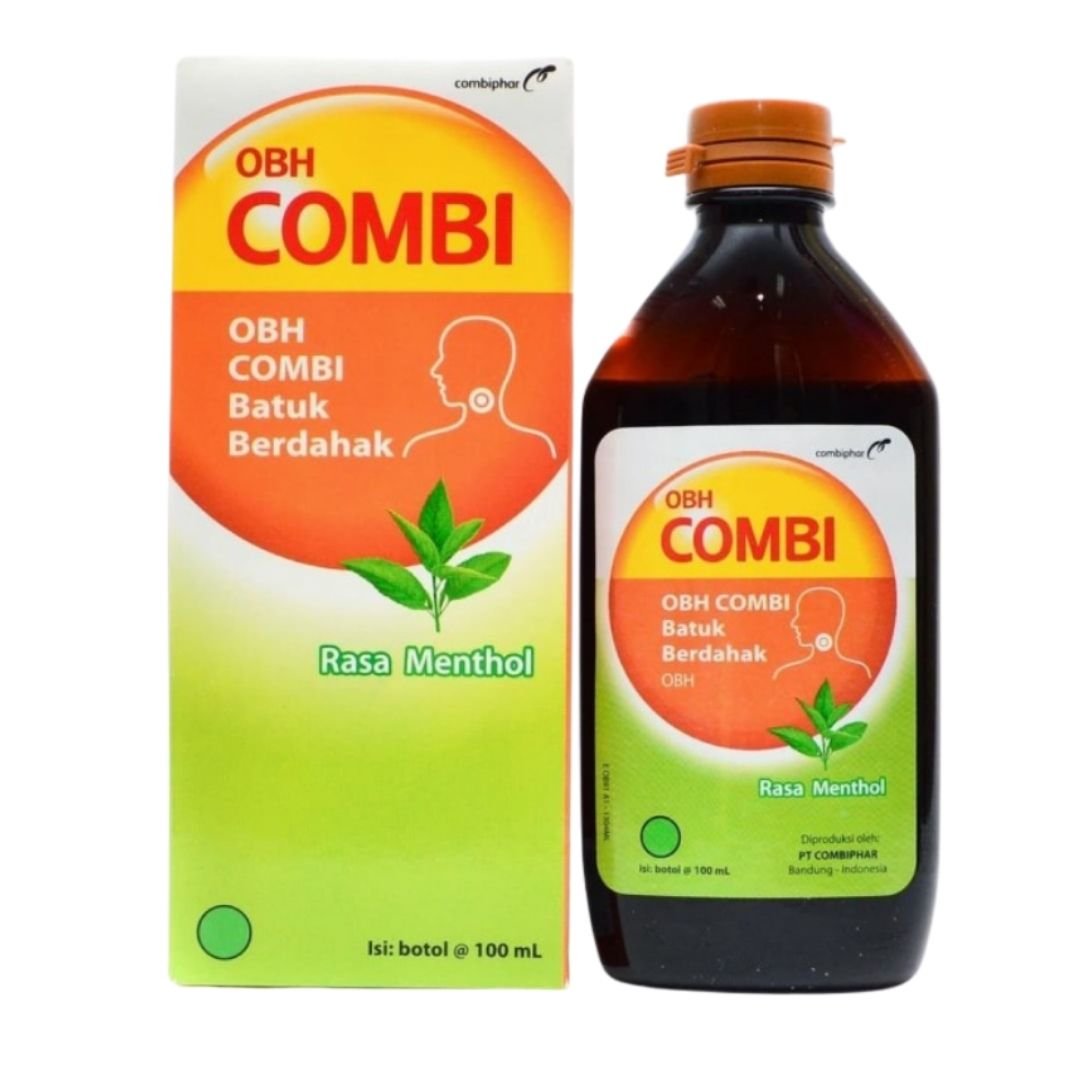 combiphar
OBH
COMBI
OBH
COMBI
Batuk
Berdahak
Rasa Menthol
Isi: botol @ 100 mL
combiphar
OBH
COMBI
OBH COMBI
Batuk
Berdahak
OBH
Rasa Menthol
Isi: botol @ 100 mL
Diproduksi oleh:
PT COMBIPHAR
Bandung - Indonesia